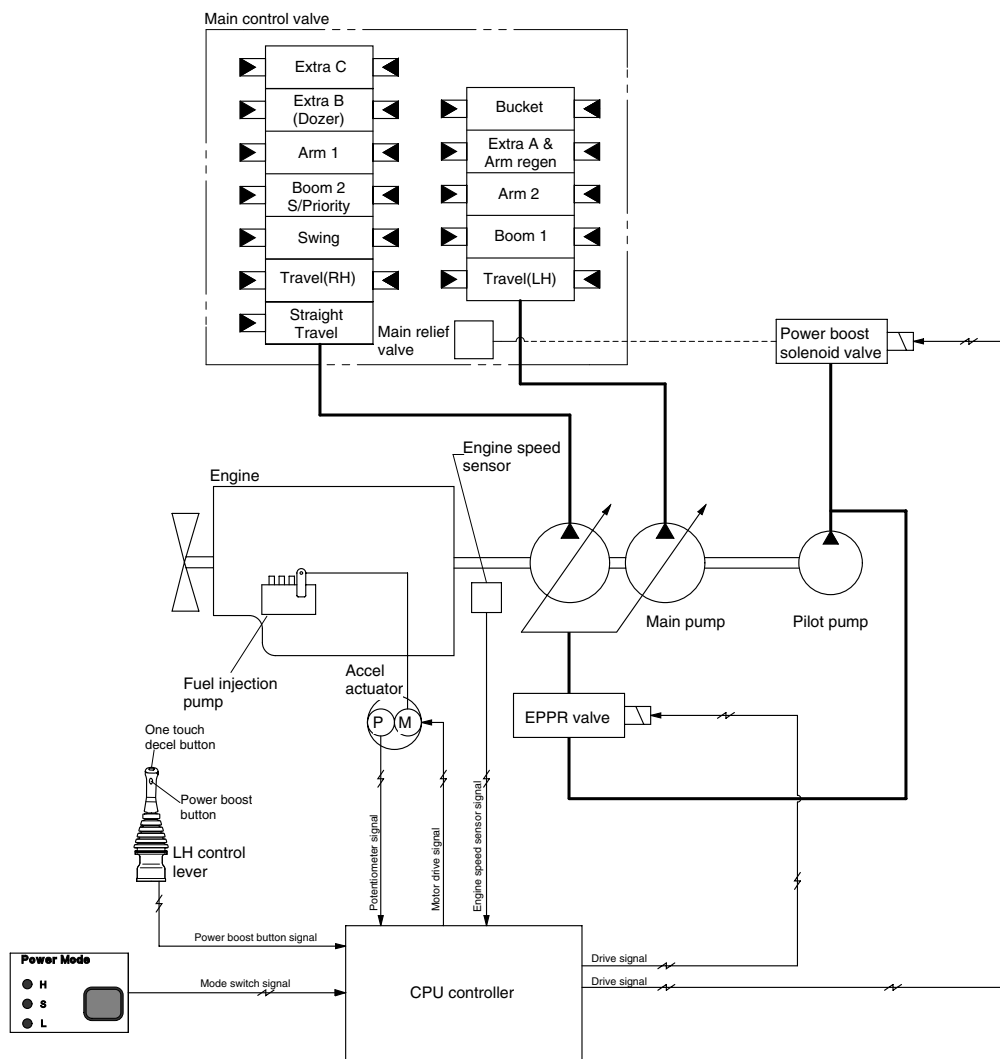 Main control valve
Extra C
Extra B
(Dozer)
Arm 1
Boom 2
S/Priority
Swing
Travel(RH)
Straight
Travel
Bucket
Extra A &
Arm regen
Arm 2
Boom 1
Travel(LH)
Main relief
valve
Power boost
solenoid valve
Engine speed
sensor
Engine
Main pump
Pilot pump
Fuel injection
pump
Accel
actuator
P
M
EPPR valve
One touch
decel button
Power boost
button
LH control
lever
Potentiometer signal
Motor drive signal
Engine speed sensor signal
Power boost button signal
Mode switch signal
Power Mode
H
S
L
CPU controller
Drive signal
Drive signal